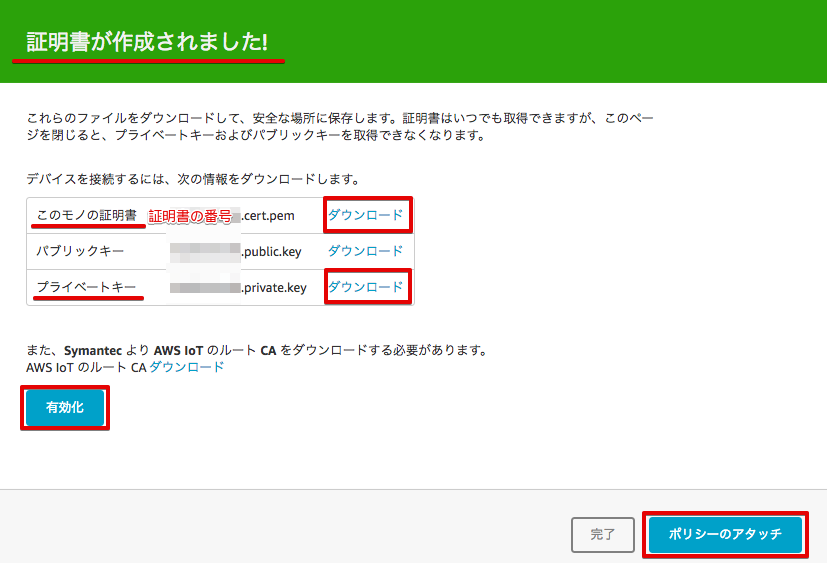 証明書が作成されました!
これらのファイルをダウンロードして、安全な場所に保存します。証明書はいつでも取得できますが、このペー
ジを閉じると、プライベートキーおよびパブリックキーを取得できなくなります。
デバイスを接続するには、次の情報をダウンロードします。
このモノの証明書 証明書の番号 .cert.pem ダウンロード
パブリックキー .public.key ダウンロード
プライベートキー .private.key ダウンロード
また、Symantec より AWS IoT のルート CA をダウンロードする必要があります。
AWS IoT のルート CA ダウンロード
有効化
完了 ポリシーのアタッチ